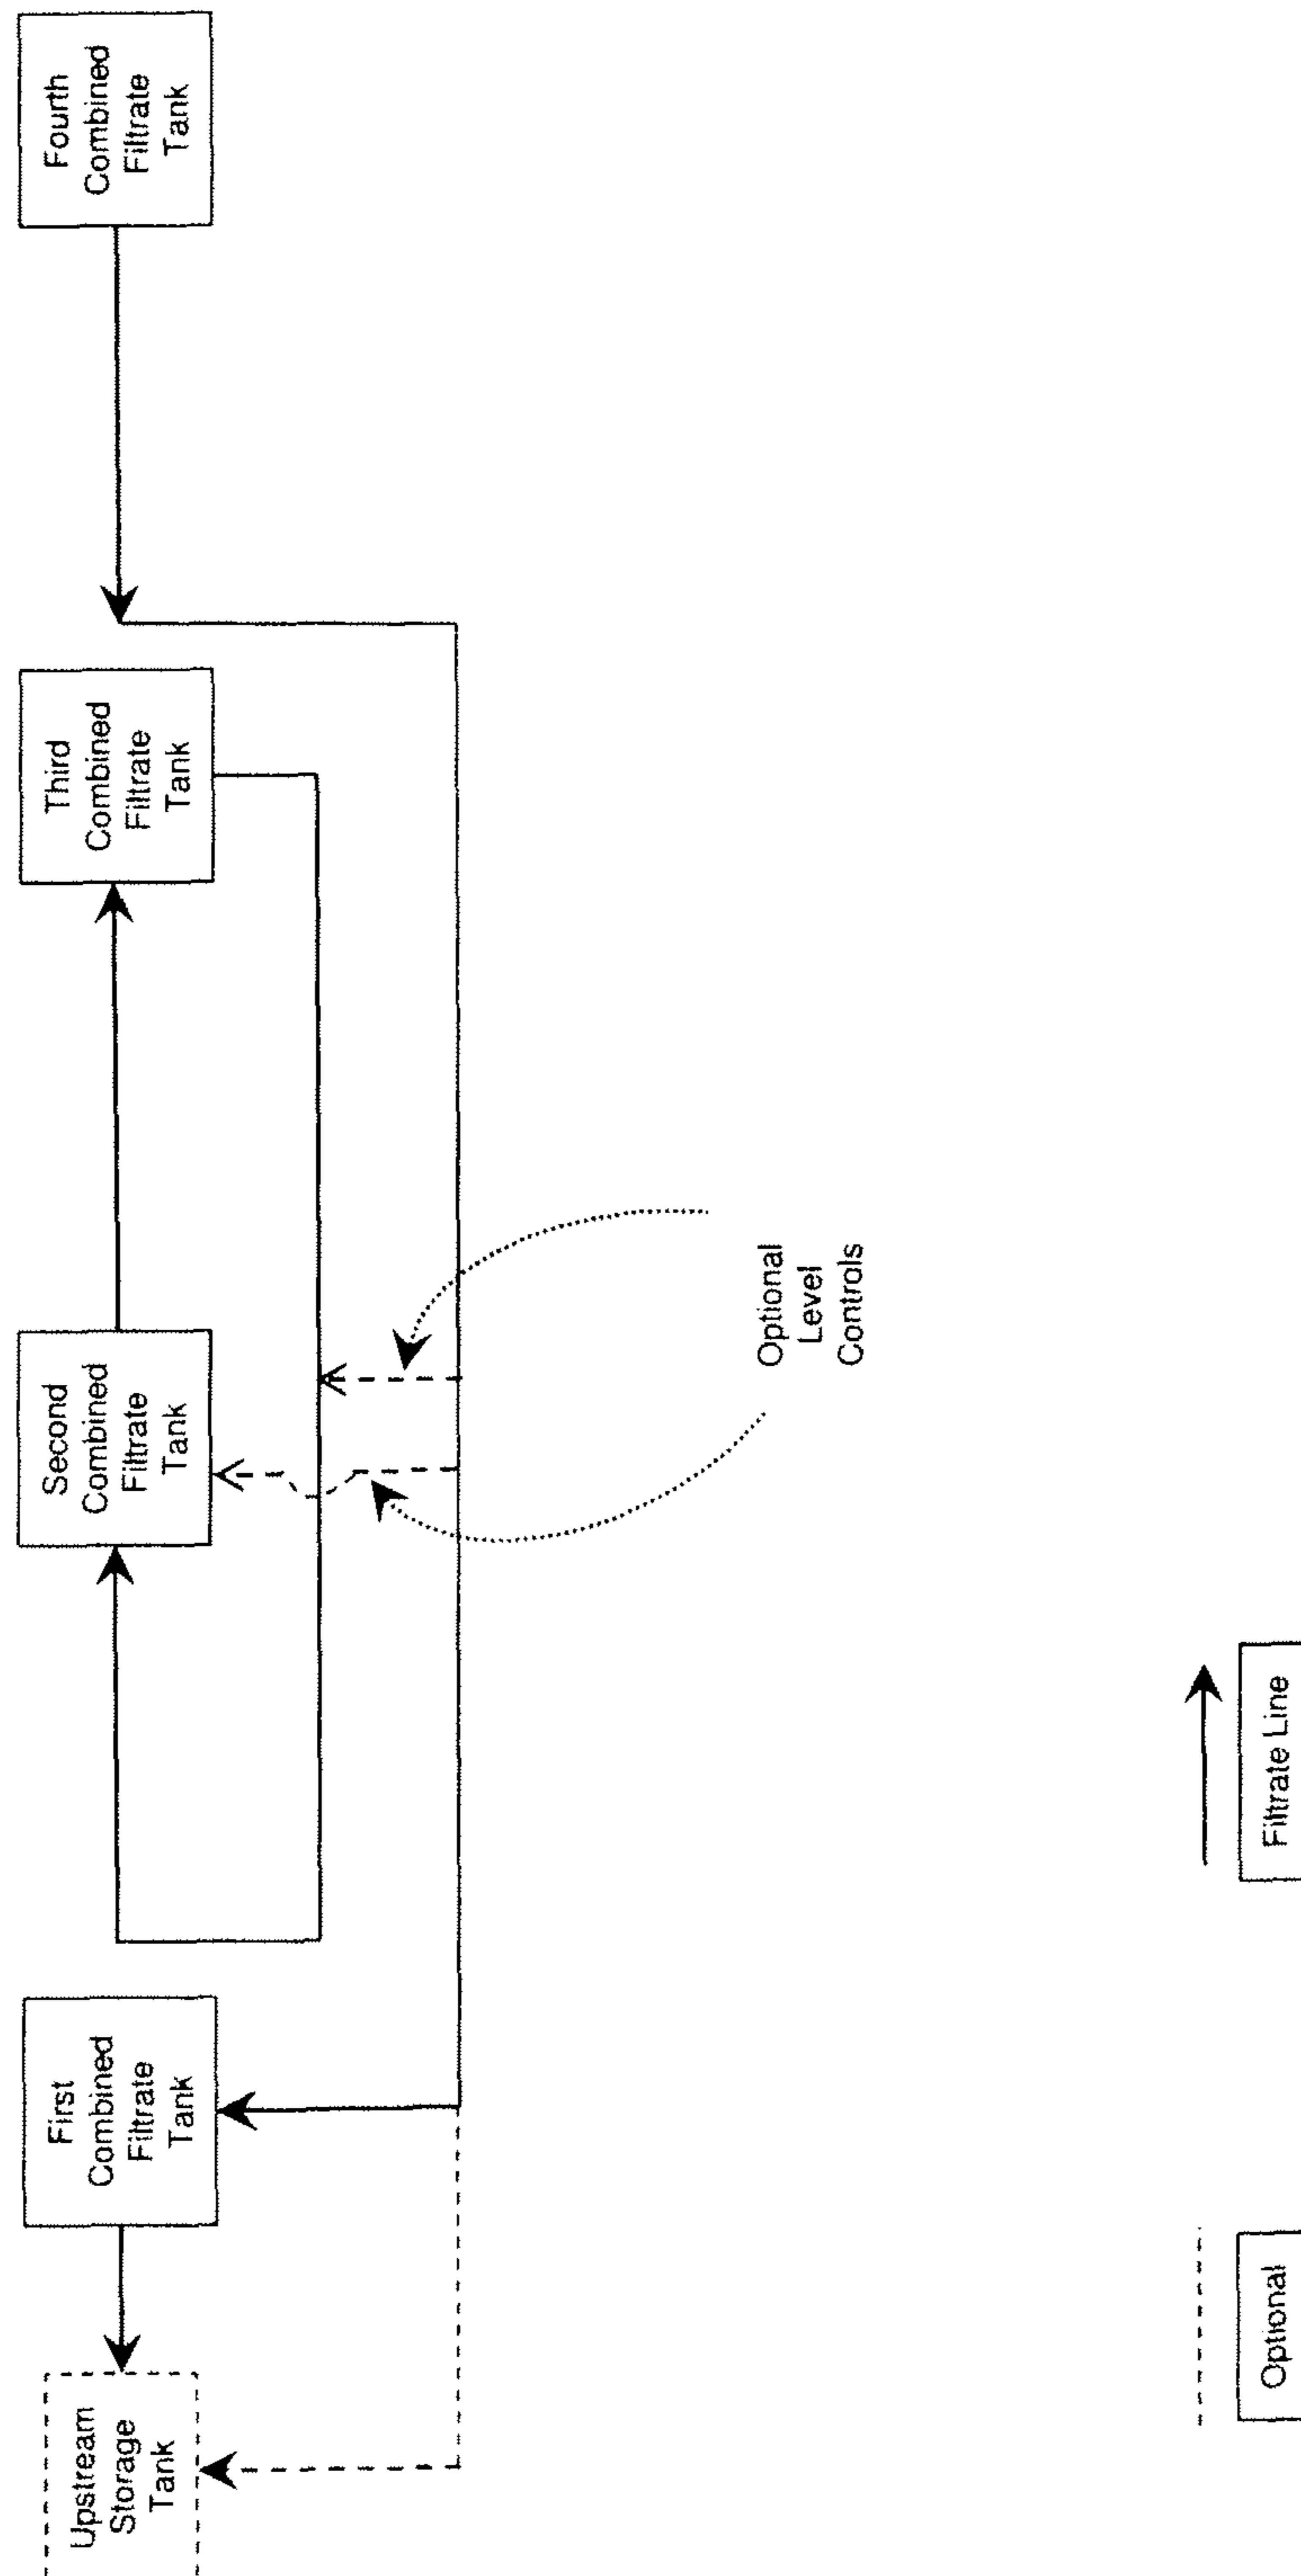 Upstream
Storage
Tank
First
Combined
Filtrate
Tank
Second
Combined
Filtrate
Tank
Third
Combined
Filtrate
Tank
Fourth
Combined
Filtrate
Tank
Optional
Level
Controls
Optional
Filtrate Line